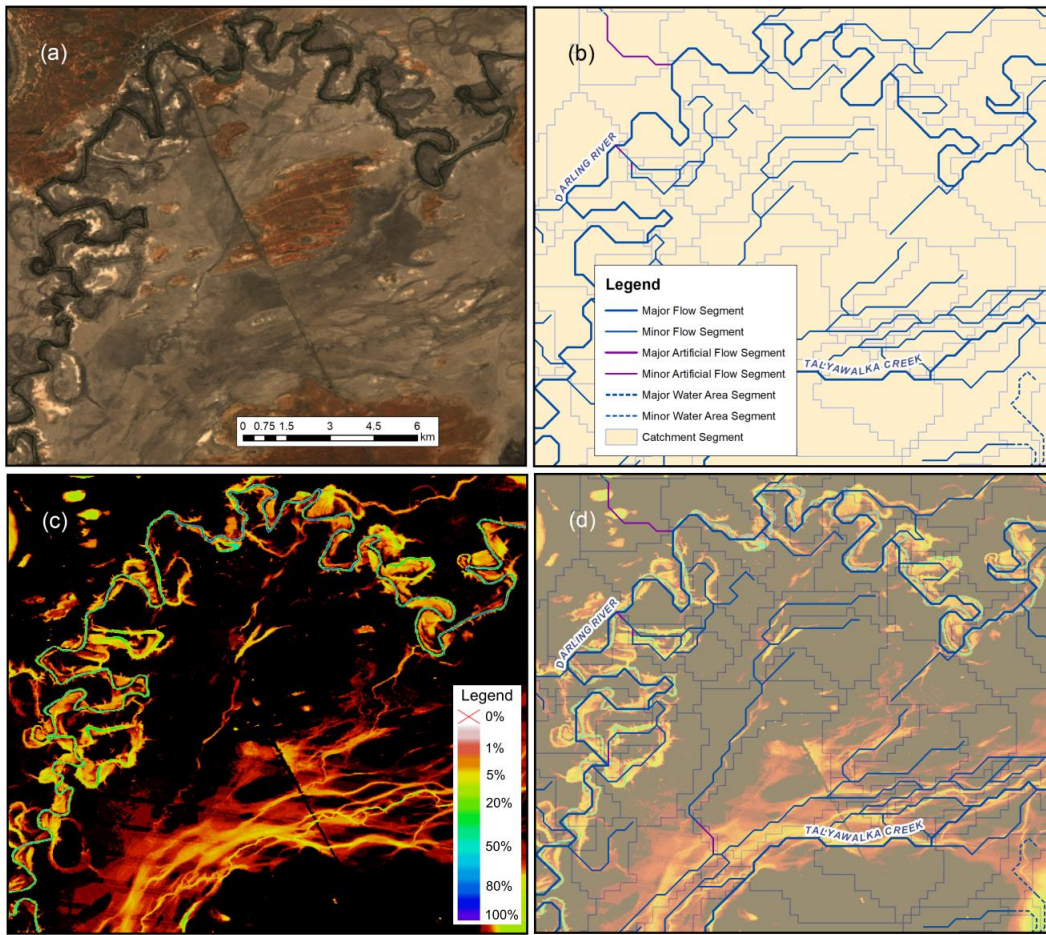 (a)
0 0.75 1.5 3 4.5 6
km
(b)
DARLING RIVER
TALYAWALKA CREEK
Legend
Major Flow Segment
Minor Flow Segment
Major Artificial Flow Segment
Minor Artificial Flow Segment
Major Water Area Segment
Minor Water Area Segment
Catchment Segment
(c)
Legend
0%
1%
5%
20%
50%
80%
100%
(d)
DARLING RIVER
TALYAWALKA CREEK